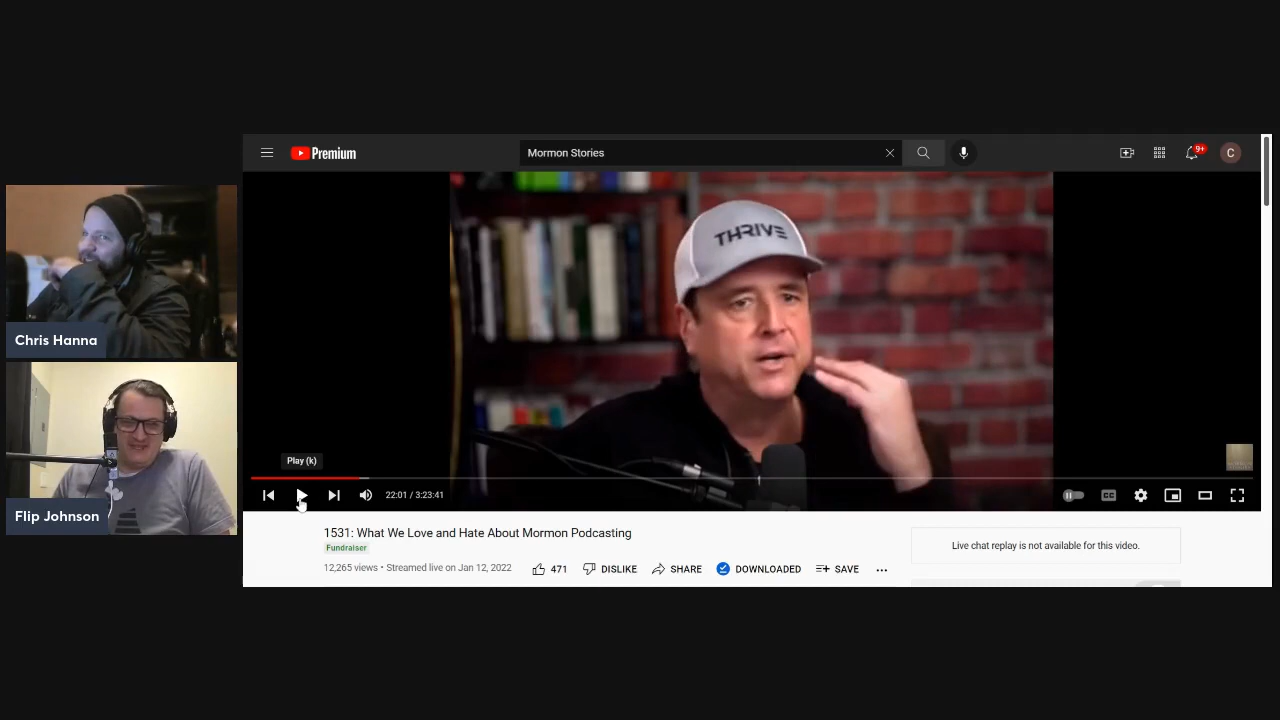 Premium
Mormon Stories
9+
C
THRIVE
Chris Hanna
Flip Johnson
Play (k)
22:01 / 3:23:41
CC
1531: What We Love and Hate About Mormon Podcasting
Fundraiser
12,265 views • Streamed live on Jan 12, 2022
471
DISLIKE
SHARE
DOWNLOADED
SAVE
Live chat replay is not available for this video.